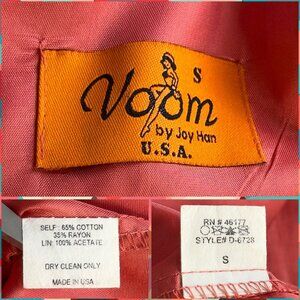 S
Voom
by Joy Han
U.S.A.
SELF: 65% COTTON
35% RAYON
LIN: 100% ACETATE
DRY CLEAN ONLY
MADE IN USA
RN # 46177
STYLE# D-6728
S